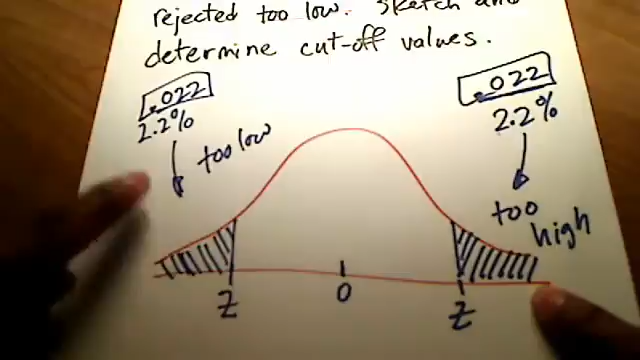 rejected too low. Sketch and
determine cut-off values.
.022
2.2%
too low
.022
2.2%
too
high
Z
0
Z